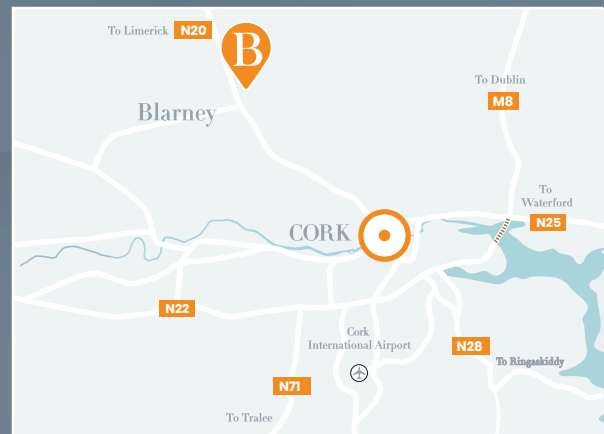 To Limerick N20
B
Blarney
To Dublin
M8
To
Waterford
N25
CORK
N22
Cork
International Airport
N28
To Ringaskiddy
N71
To Tralee